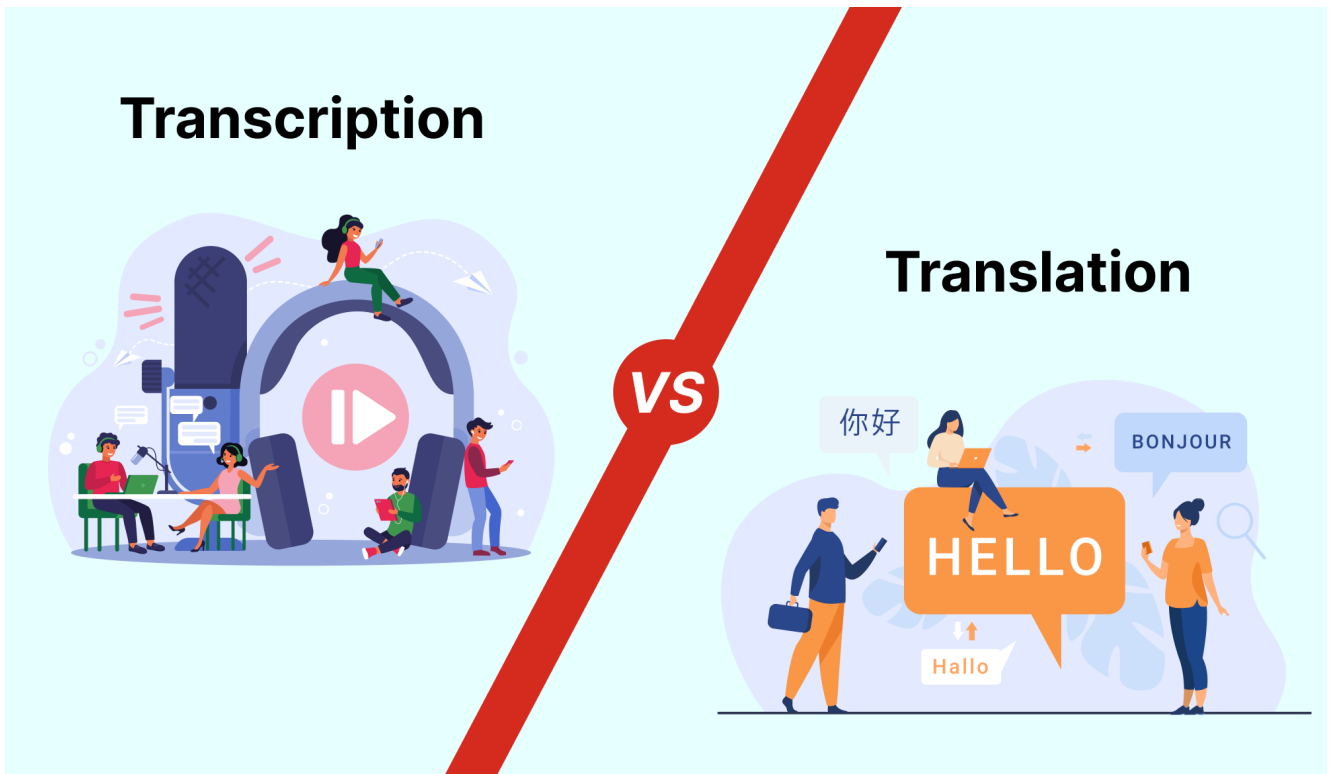 Transcription
Translation
VS
你好
BONJOUR
HELLO
Hallo